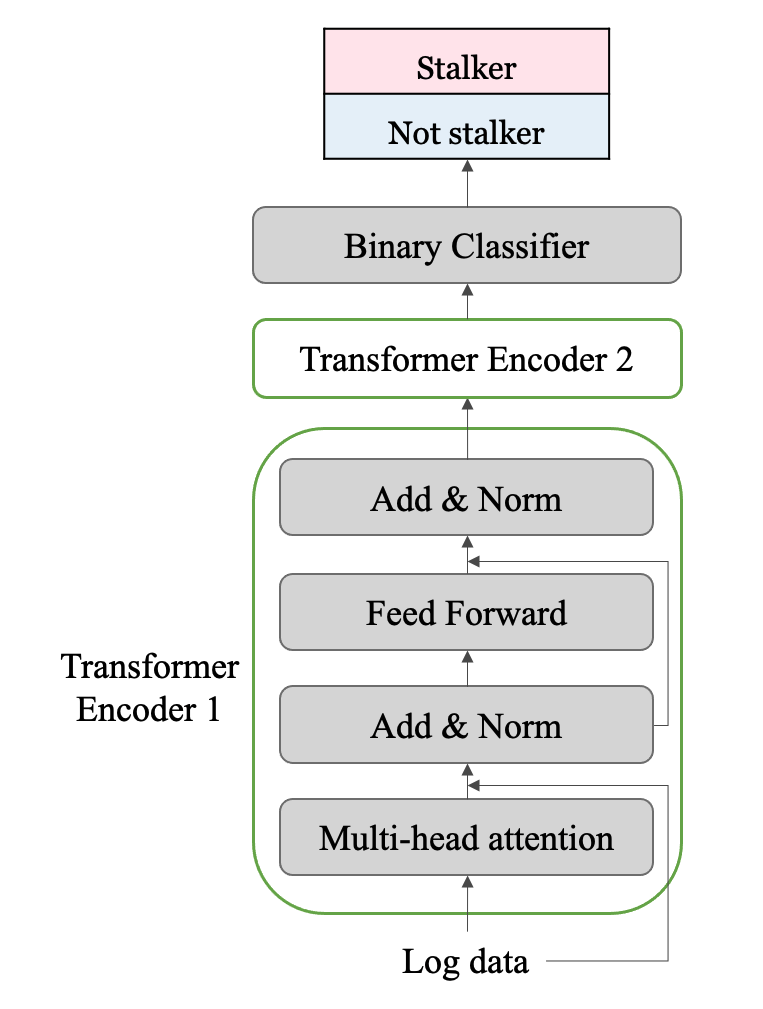 Stalker
Not stalker
Binary Classifier
Transformer Encoder 2
Add & Norm
Feed Forward
Transformer
Encoder 1
Add & Norm
Multi-head attention
Log data